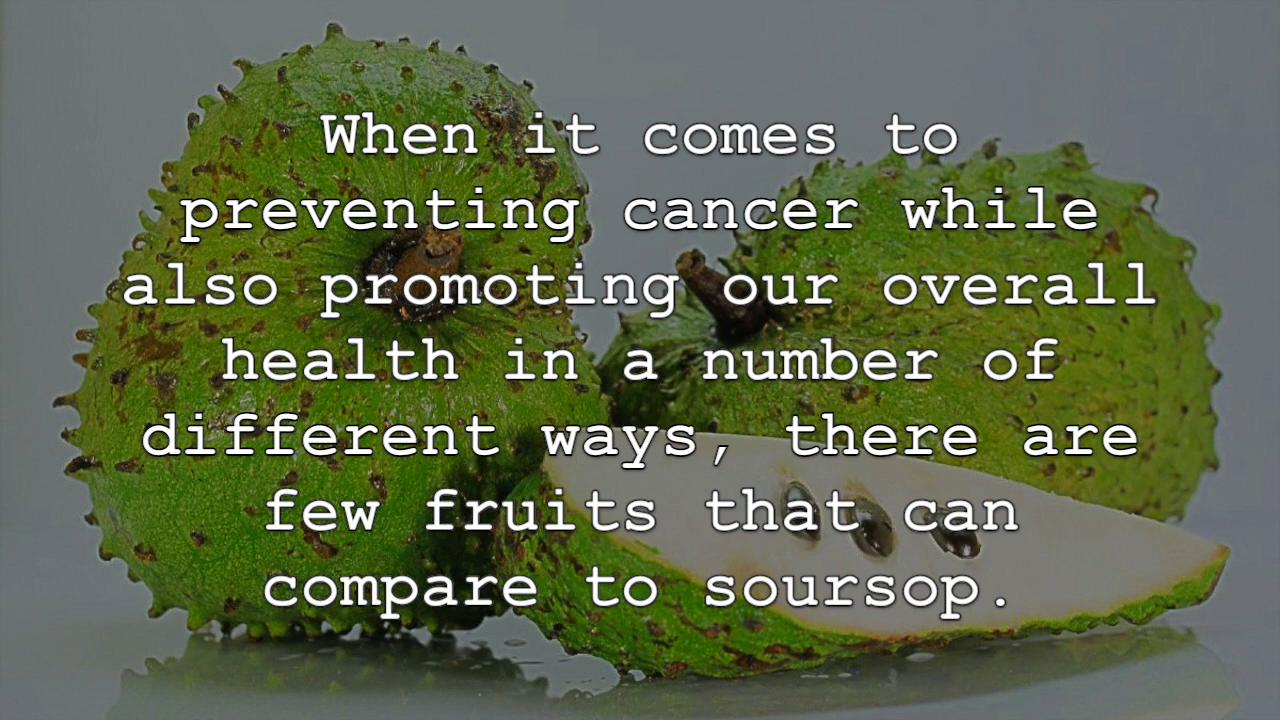 When it comes to
preventing cancer while
also promoting our overall
health in a number of
different ways, there are
few fruits that can
compare to soursop.